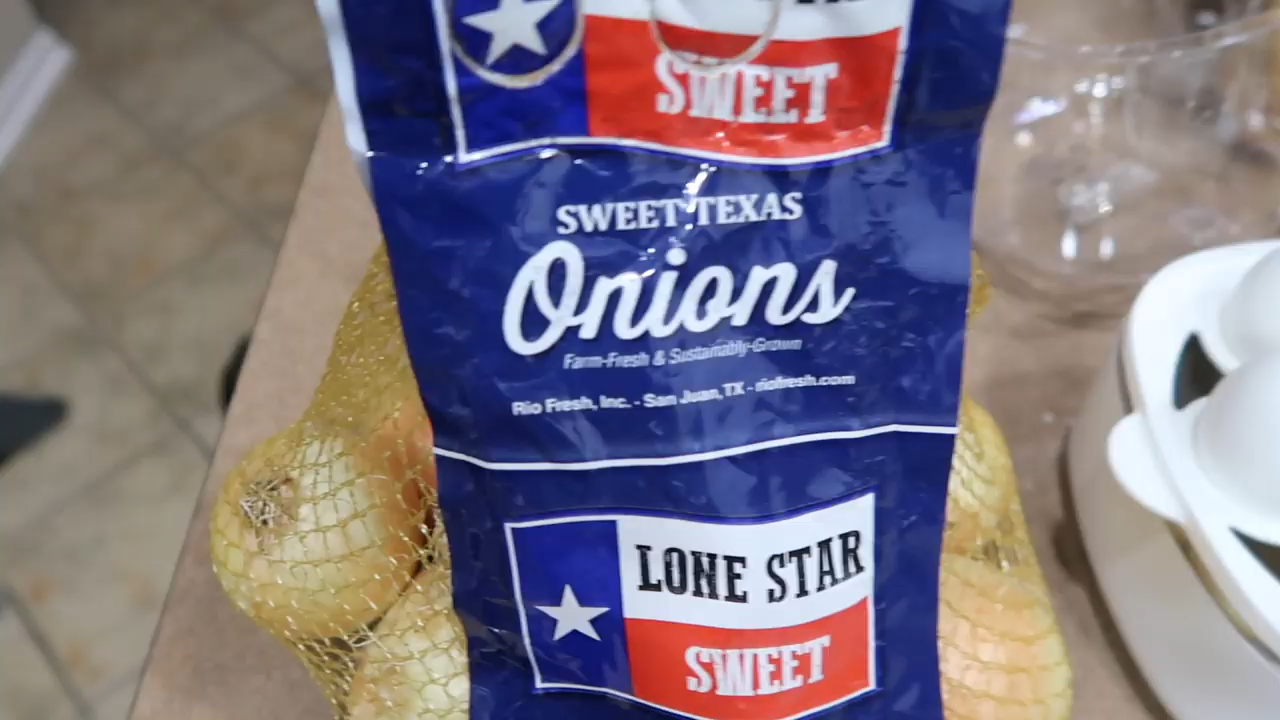 SWEET
SWEET TEXAS
Onions
Farm-Fresh & Sustainably-Grown
Rio Fresh, Inc. - San Juan, TX - riofresh.com
LONE STAR
SWEET